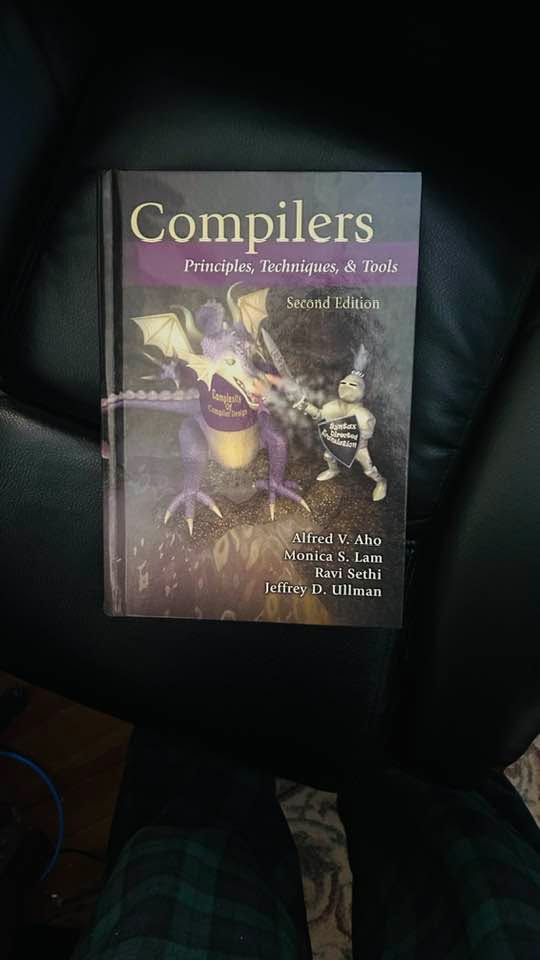 Compilers
Principles, Techniques, & Tools
Second Edition
Complexity
of
Compiler Design
Syntax
Directed
Translation
Alfred V. Aho
Monica S. Lam
Ravi Sethi
Jeffrey D. Ullman